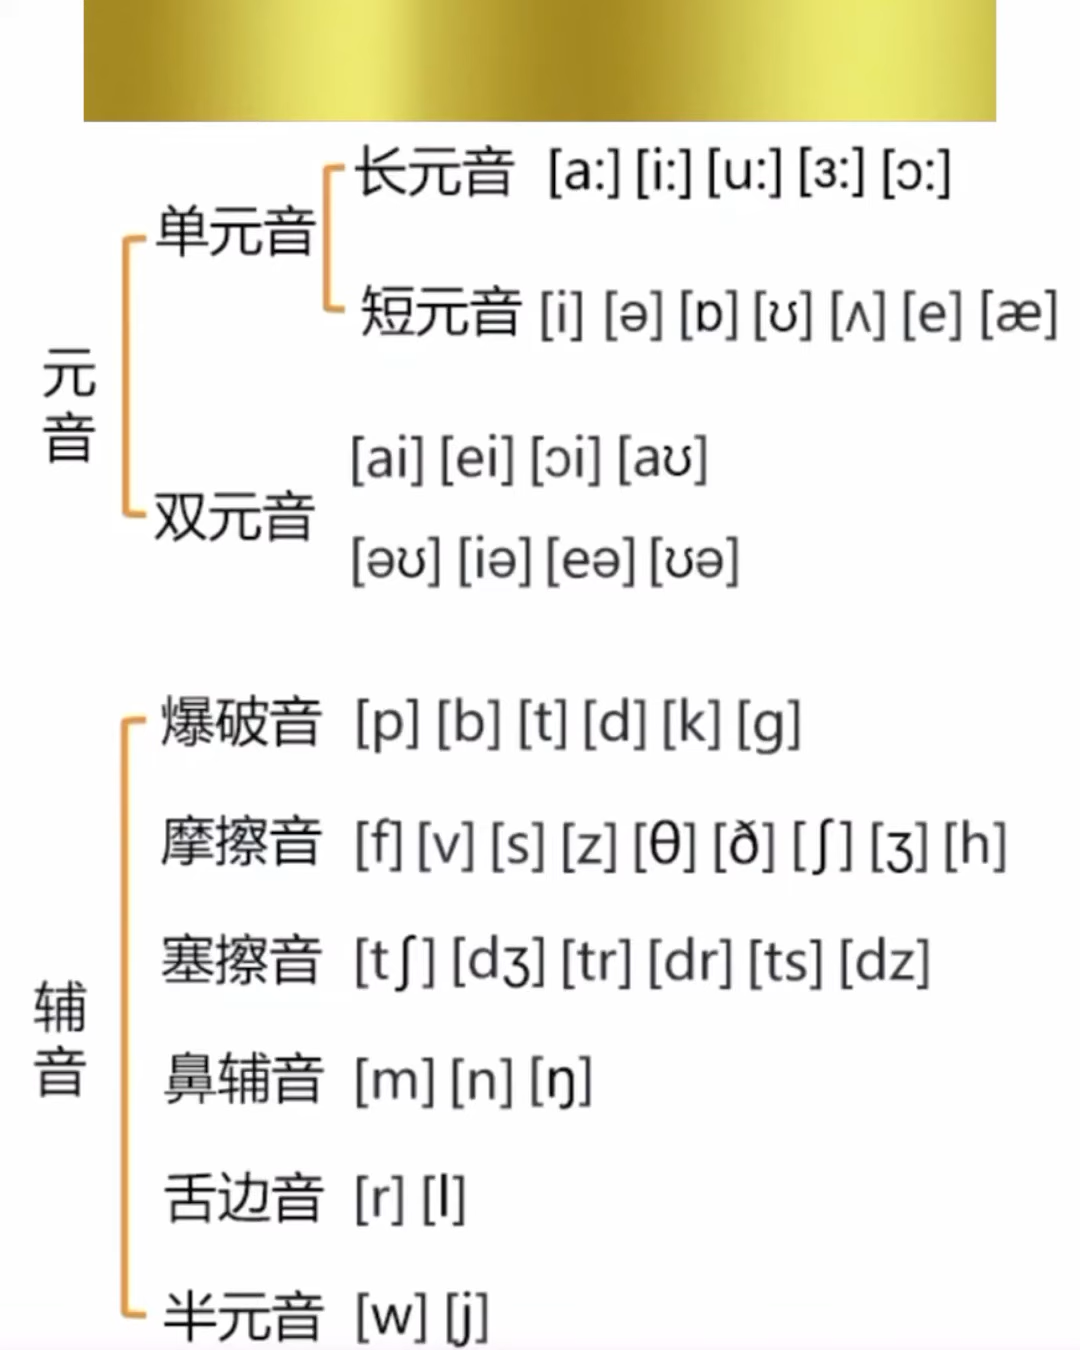 元音
单元音
长元音 [a:] [i:] [u:] [ɜ:] [ɔ:]
短元音 [i] [ə] [ɒ] [ʊ] [ʌ] [e] [æ]
双元音
[ai] [ei] [ɔi] [aʊ]
[əʊ] [iə] [eə] [ʊə]
辅音
爆破音 [p] [b] [t] [d] [k] [g]
摩擦音 [f] [v] [s] [z] [θ] [ð] [ʃ] [ʒ] [h]
塞擦音 [tʃ] [dʒ] [tr] [dr] [ts] [dz]
鼻辅音 [m] [n] [ŋ]
舌边音 [r] [l]
半元音 [w] [j]